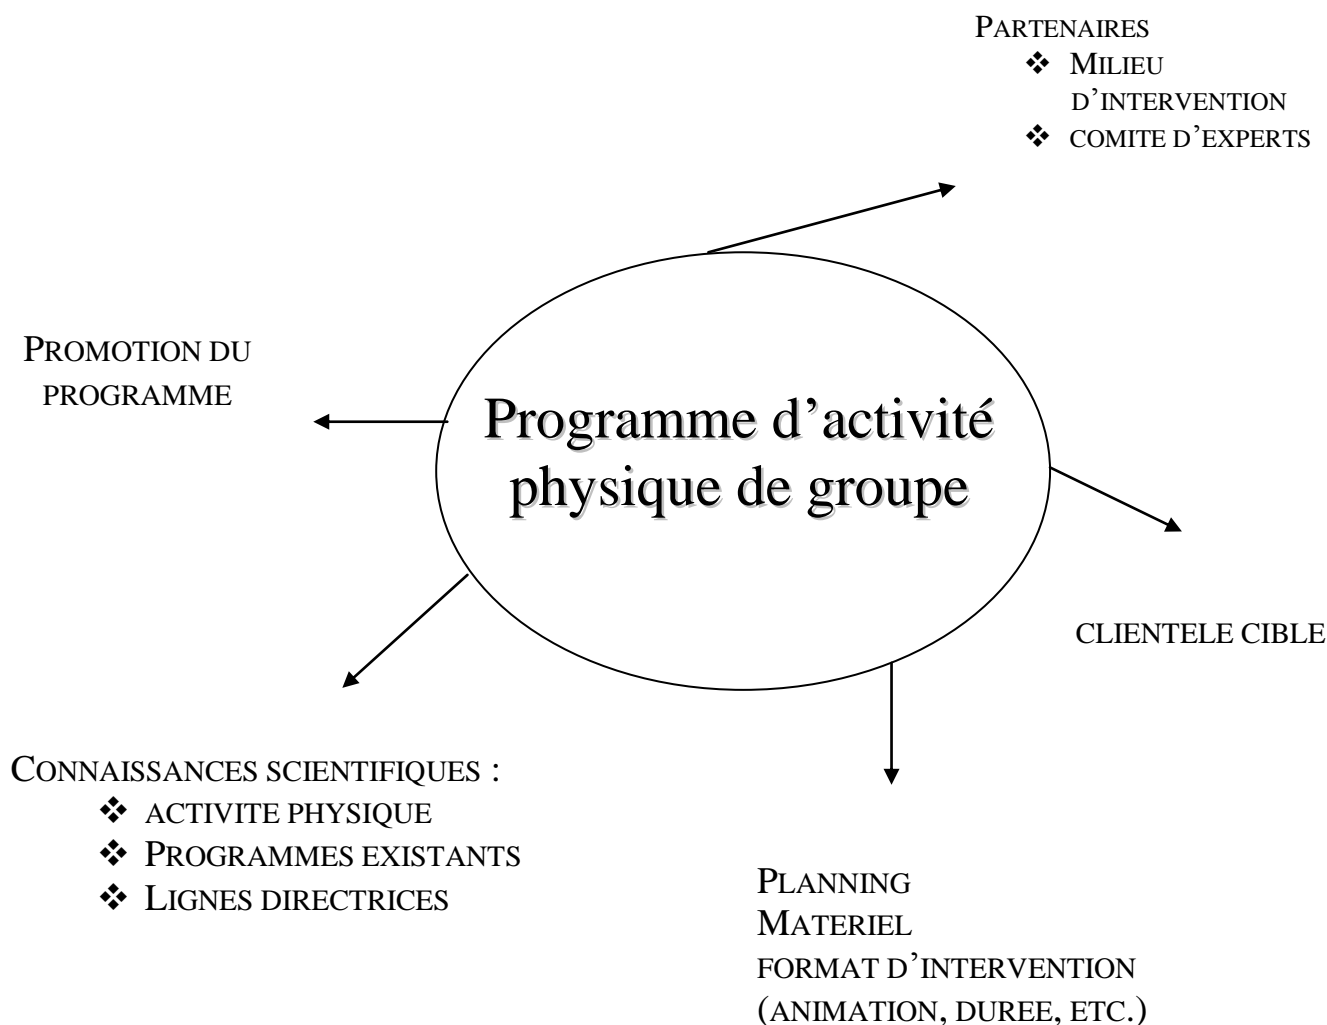 PARTENAIRES
❖ MILIEU
D’INTERVENTION
❖ COMITE D’EXPERTS
PROMOTION DU
PROGRAMME
Programme d’activité
physique de groupe
CLIENTELE CIBLE
CONNAISSANCES SCIENTIFIQUES :
❖ ACTIVITE PHYSIQUE
❖ PROGRAMMES EXISTANTS
❖ LIGNES DIRECTRICES
PLANNING
MATERIEL
FORMAT D’INTERVENTION
(ANIMATION, DUREE, ETC.)